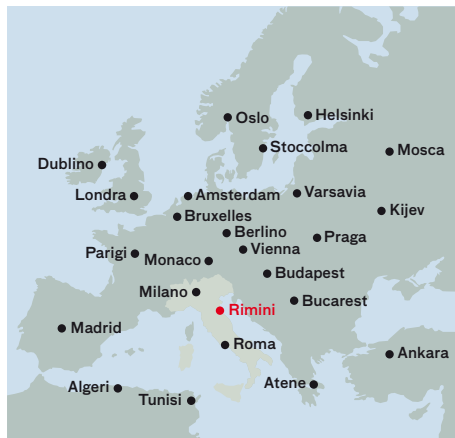 Oslo
Helsinki
Stoccolma
Mosca
Dublino
Londra
Amsterdam
Varsavia
Bruxelles
Kijev
Berlino
Praga
Parigi
Vienna
Monaco
Budapest
Milano
Bucarest
Rimini
Madrid
Roma
Ankara
Algeri
Atene
Tunisi